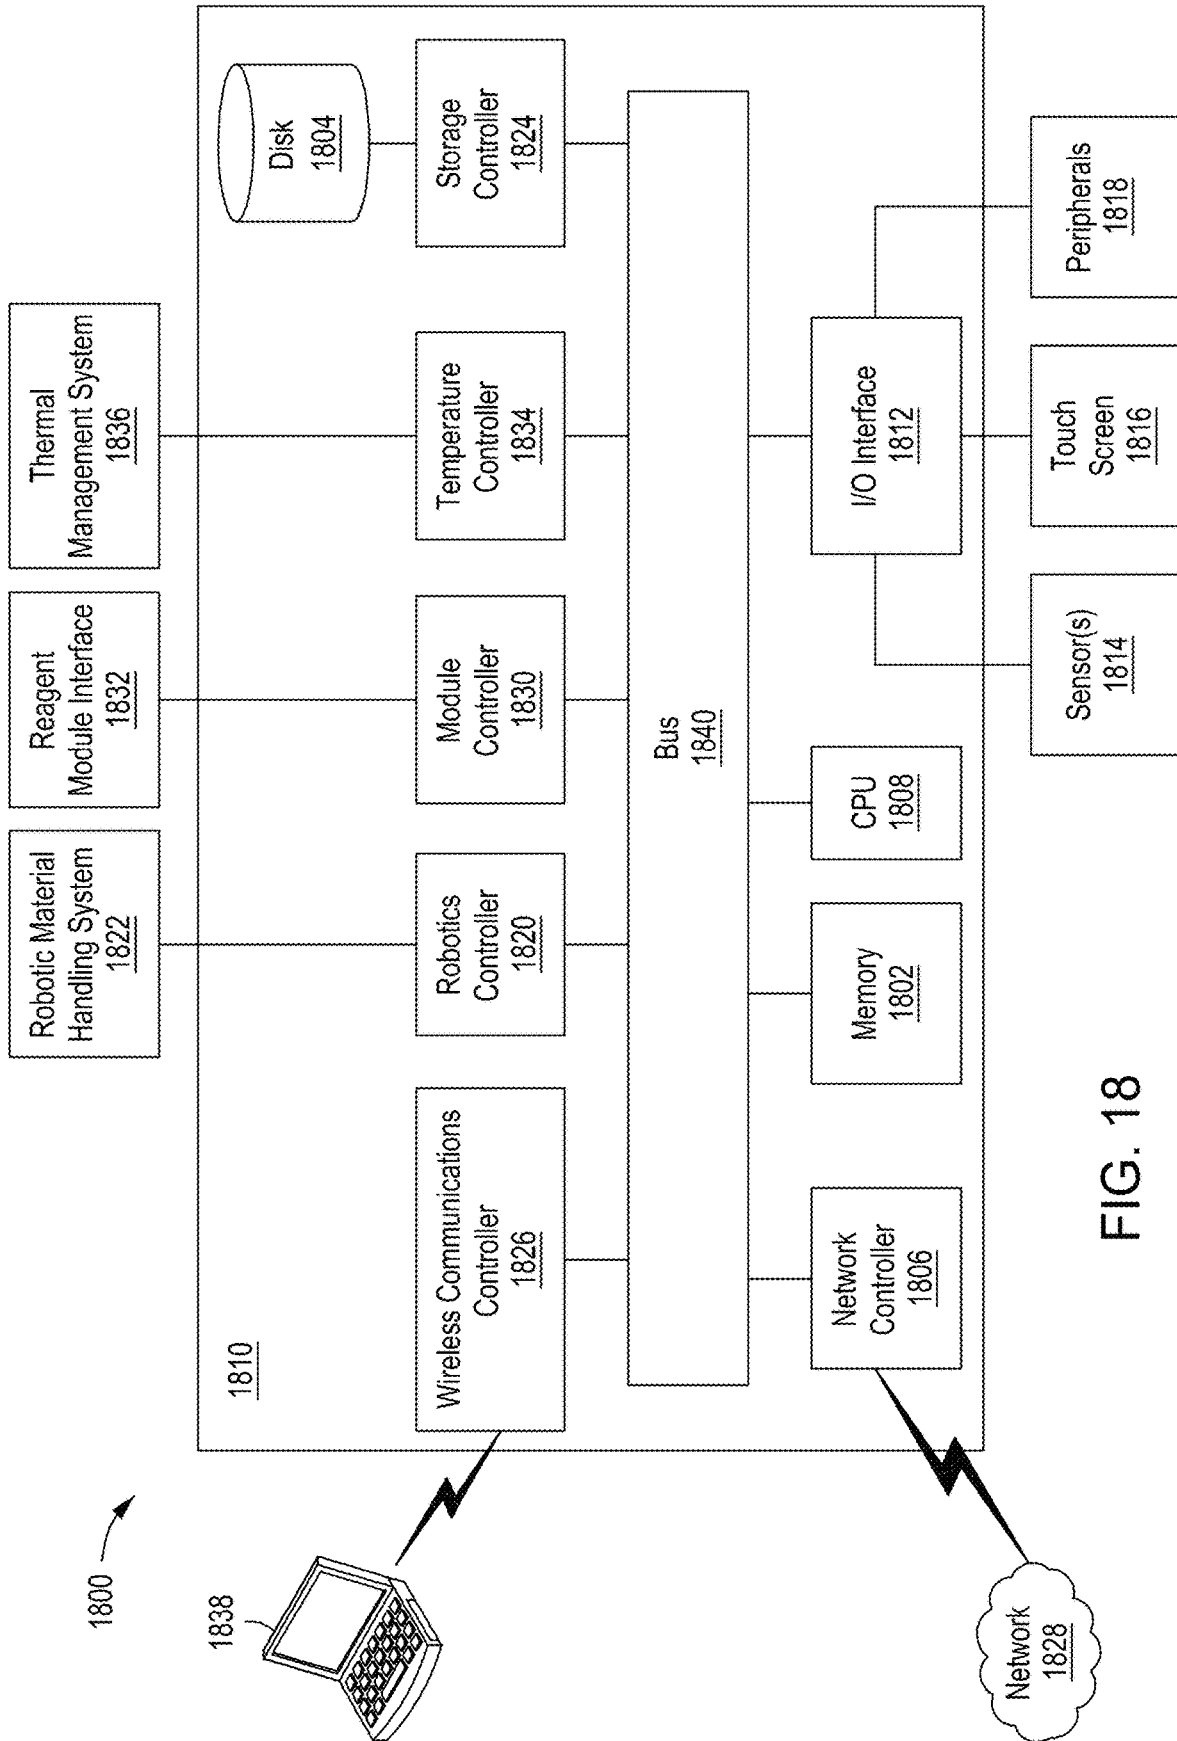 1800
1838
1810
Robotic Material
Handling System
1822
Reagent
Module Interface
1832
Thermal
Management System
1836
Wireless Communications
Controller
1826
Robotics
Controller
1820
Module
Controller
1830
Temperature
Controller
1834
Disk
1804
Storage
Controller
1824
Bus
1840
Network
Controller
1806
Memory
1802
CPU
1808
I/O Interface
1812
Network
1828
Sensor(s)
1814
Touch
Screen
1816
Peripherals
1818
FIG. 18